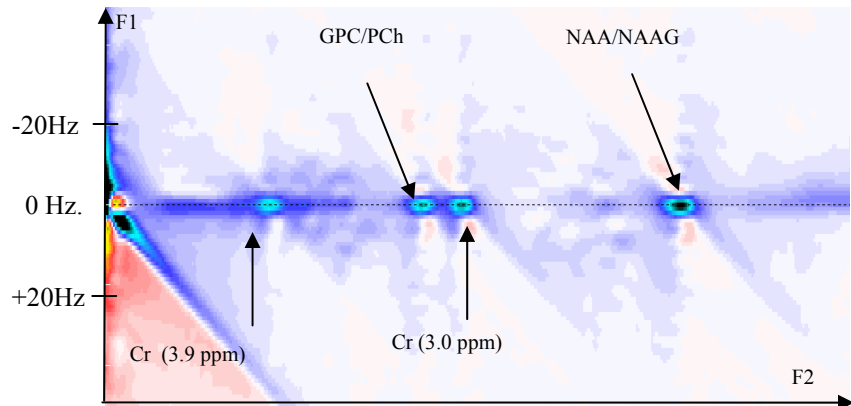 F1
GPC/PCh
NAA/NAAG
-20Hz
0 Hz.
+20Hz
Cr (3.9 ppm)
Cr (3.0 ppm)
F2